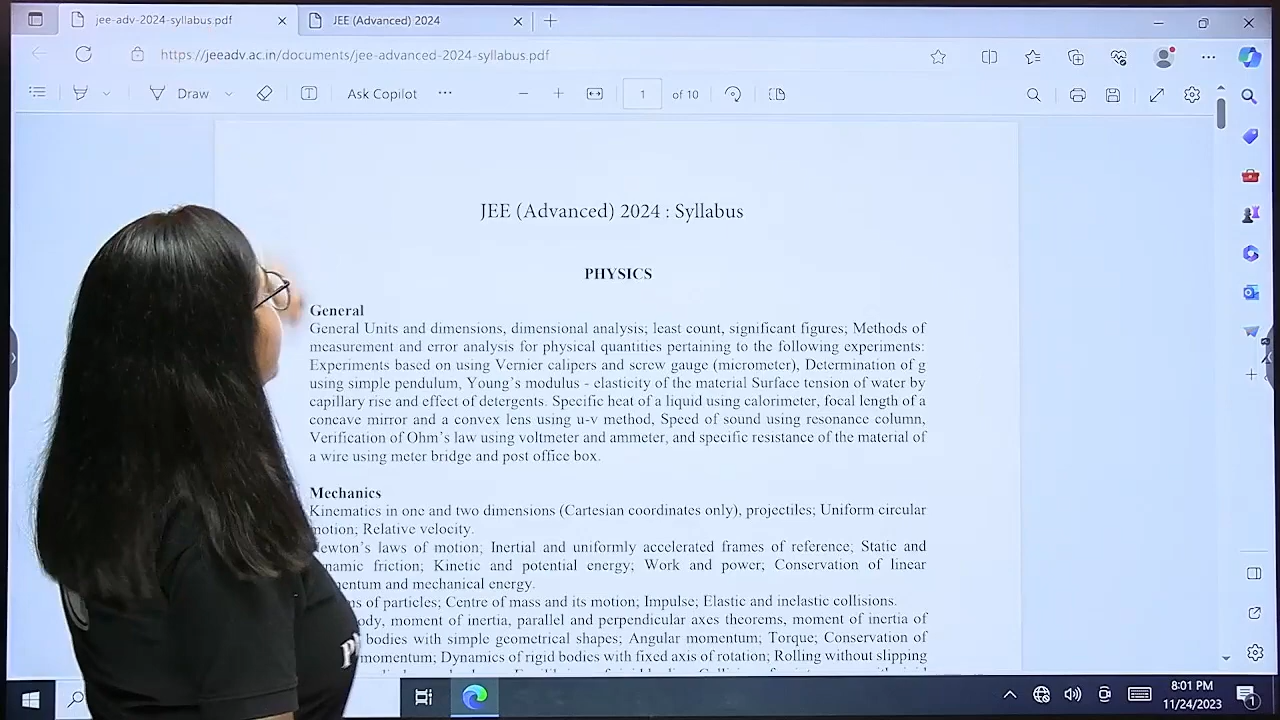 jee-adv-2024-syllabus.pdf
JEE (Advanced) 2024
https://jeeadv.ac.in/documents/jee-advanced-2024-syllabus.pdf
Draw
Ask Copilot
1 of 10
JEE (Advanced) 2024 : Syllabus
PHYSICS
General
General Units and dimensions, dimensional analysis; least count, significant figures; Methods of
measurement and error analysis for physical quantities pertaining to the following experiments:
Experiments based on using Vernier calipers and screw gauge (micrometer), Determination of g
using simple pendulum, Young's modulus - elasticity of the material Surface tension of water by
capillary rise and effect of detergents. Specific heat of a liquid using calorimeter, focal length of a
concave mirror and a convex lens using u-v method, Speed of sound using resonance column,
Verification of Ohm's law using voltmeter and ammeter, and specific resistance of the material of
a wire using meter bridge and post office box.
Mechanics
Kinematics in one and two dimensions (Cartesian coordinates only), projectiles; Uniform circular
motion; Relative velocity.
Newton's laws of motion; Inertial and uniformly accelerated frames of reference; Static and
friction; Kinetic and potential energy; Work and power; Conservation of linear
and mechanical energy.
of particles; Centre of mass and its motion; Impulse; Elastic and inelastic collisions.
moment of inertia, parallel and perpendicular axes theorems, moment of inertia of
bodies with simple geometrical shapes; Angular momentum; Torque; Conservation of
momentum; Dynamics of rigid bodies with fixed axis of rotation; Rolling without slipping
8:01 PM
11/24/2023
1